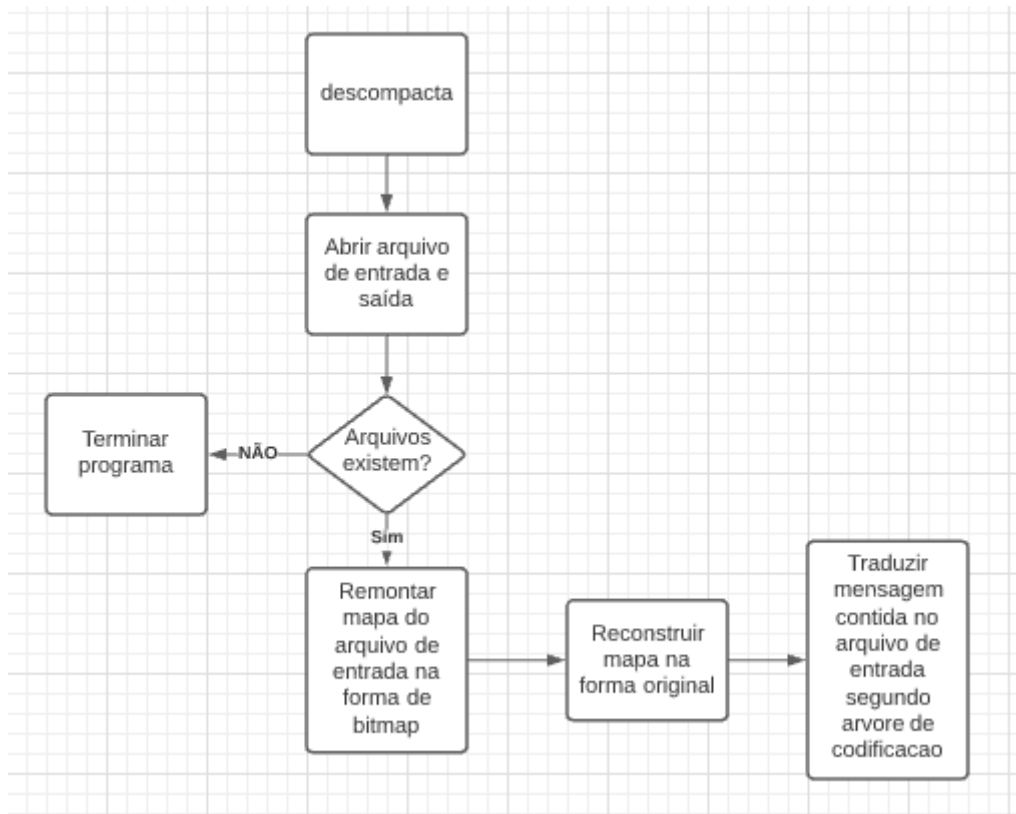 descompacta
Abrir arquivo
de entrada e
saída
Arquivos
existem?
NÃO
Terminar
programa
Sim
Remontar
mapa do
arquivo de
entrada na
forma de
bitmap
Reconstruir
mapa na
forma original
Traduzir
mensagem
contida no
arquivo de
entrada
segundo
arvore de
codificacao